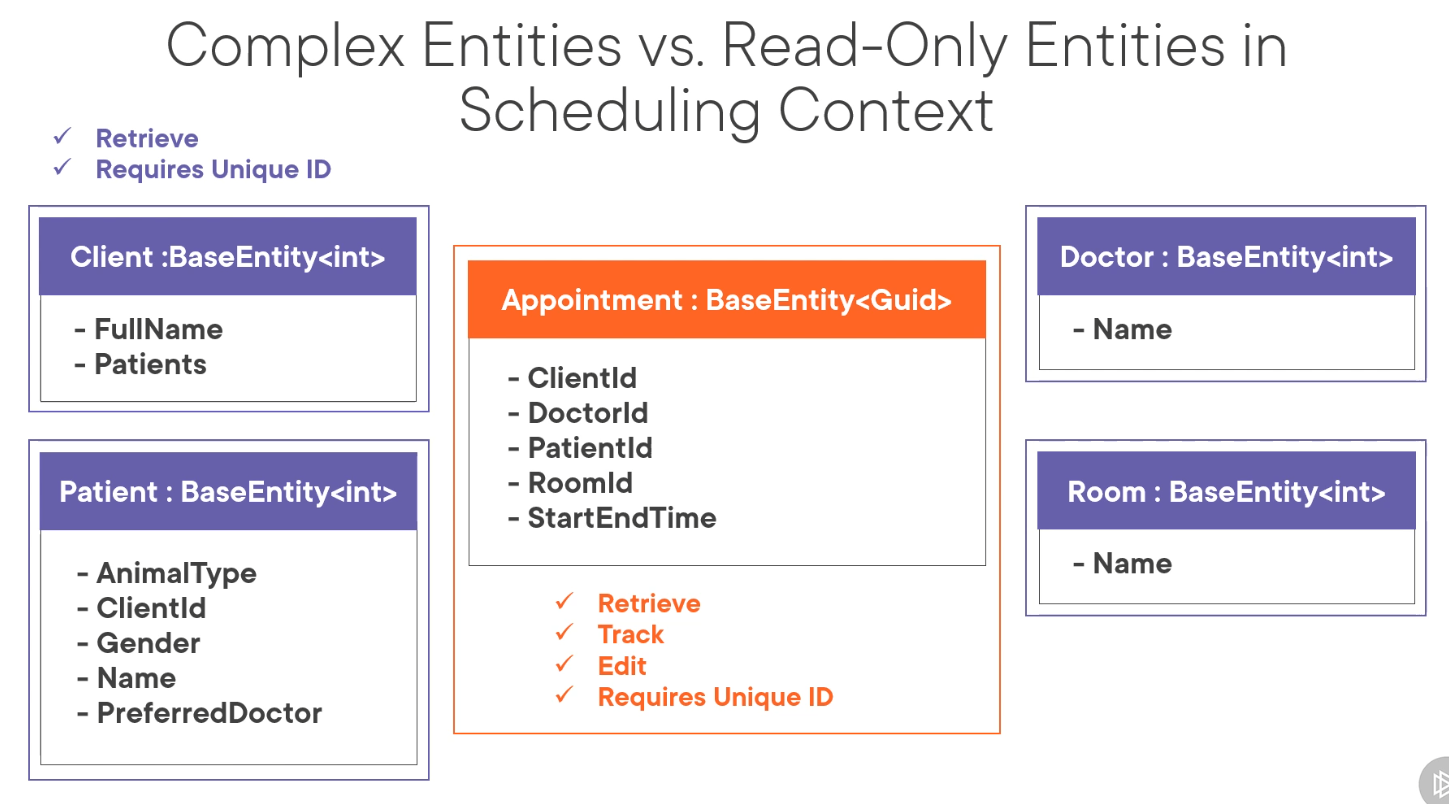 Complex Entities vs. Read-Only Entities in
Scheduling Context
✓ Retrieve
✓ Requires Unique ID
Client :BaseEntity<int>
- FullName
- Patients
Patient : BaseEntity<int>
- AnimalType
- ClientId
- Gender
- Name
- PreferredDoctor
Appointment : BaseEntity<Guid>
- ClientId
- DoctorId
- PatientId
- RoomId
- StartEndTime
✓ Retrieve
✓ Track
✓ Edit
✓ Requires Unique ID
Doctor : BaseEntity<int>
- Name
Room : BaseEntity<int>
- Name